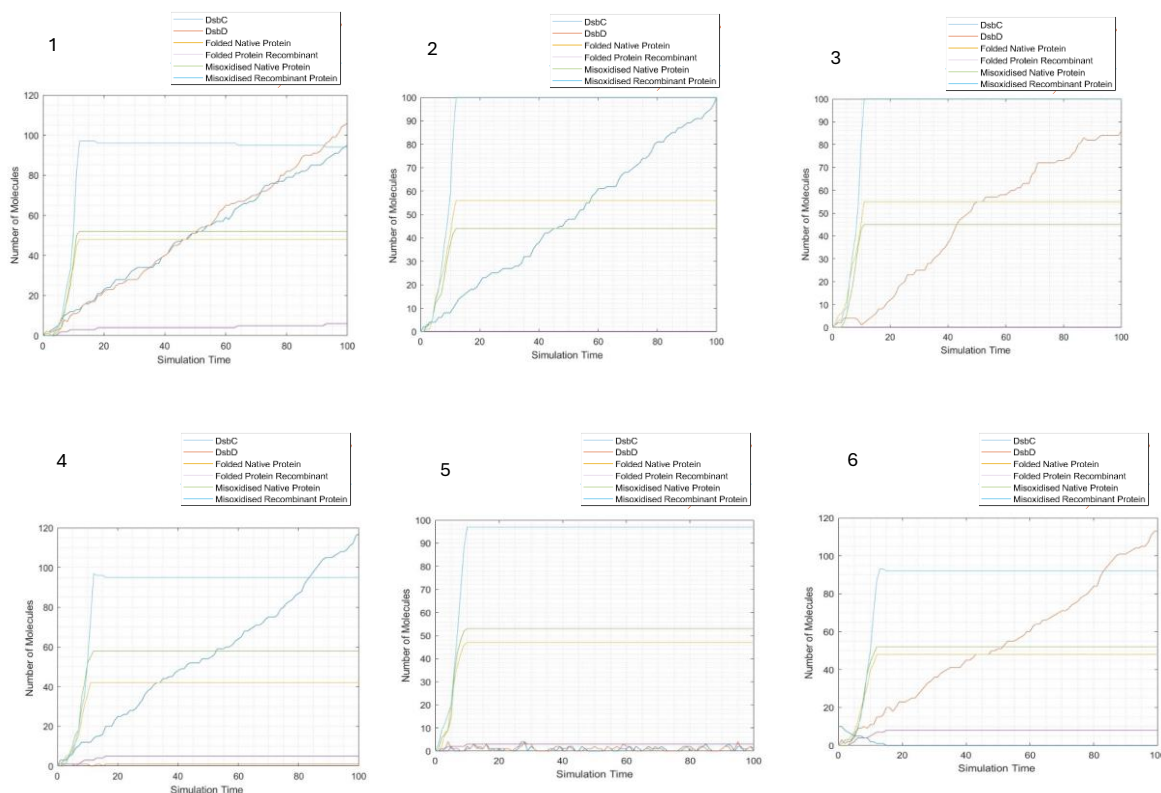 1
DsbC
DsbD
Folded Native Protein
Folded Protein Recombinant
Misoxidised Native Protein
Misoxidised Recombinant Protein
120
100
80
60
40
20
0
Number of Molecules
0 20 40 60 80 100
Simulation Time
2
DsbC
DsbD
Folded Native Protein
Folded Protein Recombinant
Misoxidised Native Protein
Misoxidised Recombinant Protein
100
90
80
70
60
50
40
30
20
10
0
Number of Molecules
0 20 40 60 80 100
Simulation Time
3
DsbC
DsbD
Folded Native Protein
Folded Protein Recombinant
Misoxidised Native Protein
Misoxidised Recombinant Protein
100
90
80
70
60
50
40
30
20
10
0
Number of Molecules
0 20 40 60 80 100
Simulation Time
4
DsbC
DsbD
Folded Native Protein
Folded Protein Recombinant
Misoxidised Native Protein
Misoxidised Recombinant Protein
120
100
80
60
40
20
0
Number of Molecules
0 20 40 60 80 100
Simulation Time
5
DsbC
DsbD
Folded Native Protein
Folded Protein Recombinant
Misoxidised Native Protein
Misoxidised Recombinant Protein
100
90
80
70
60
50
40
30
20
10
0
Number of Molecules
0 20 40 60 80 100
Simulation Time
6
DsbC
DsbD
Folded Native Protein
Folded Protein Recombinant
Misoxidised Native Protein
Misoxidised Recombinant Protein
120
100
80
60
40
20
0
Number of Molecules
0 20 40 60 80 100
Simulation Time